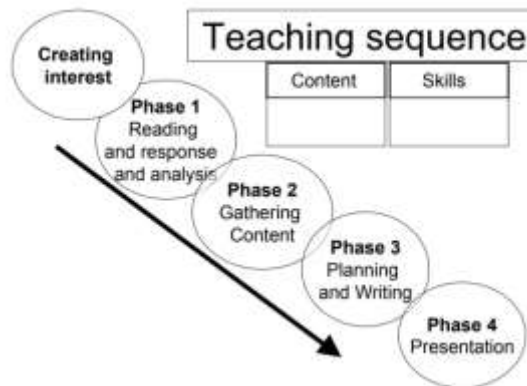 Teaching sequence
Content
Skills
Creating
interest
Phase 1
Reading
and response
and analysis
Phase 2
Gathering
Content
Phase 3
Planning
and Writing
Phase 4
Presentation